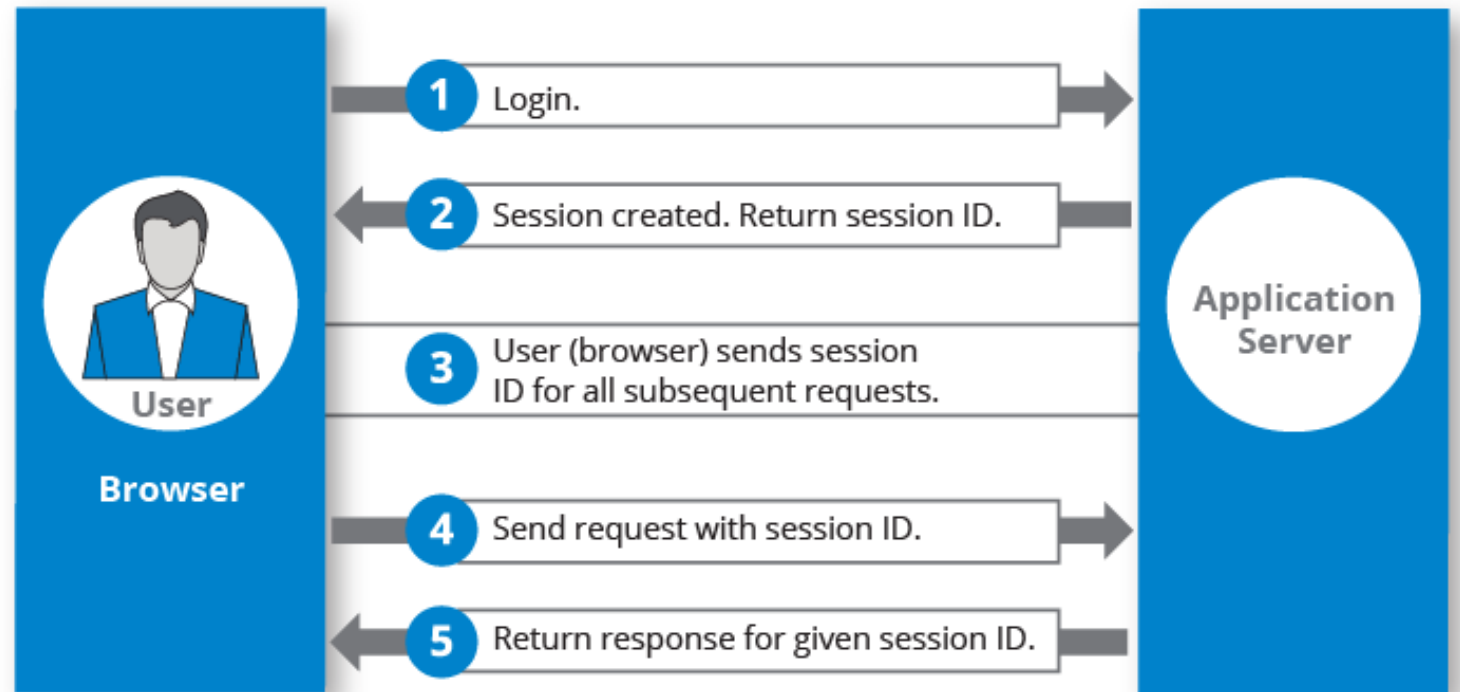 1 Login.
2 Session created. Return session ID.
3 User (browser) sends session
ID for all subsequent requests.
User
Browser
Application
Server
4 Send request with session ID.
5 Return response for given session ID.